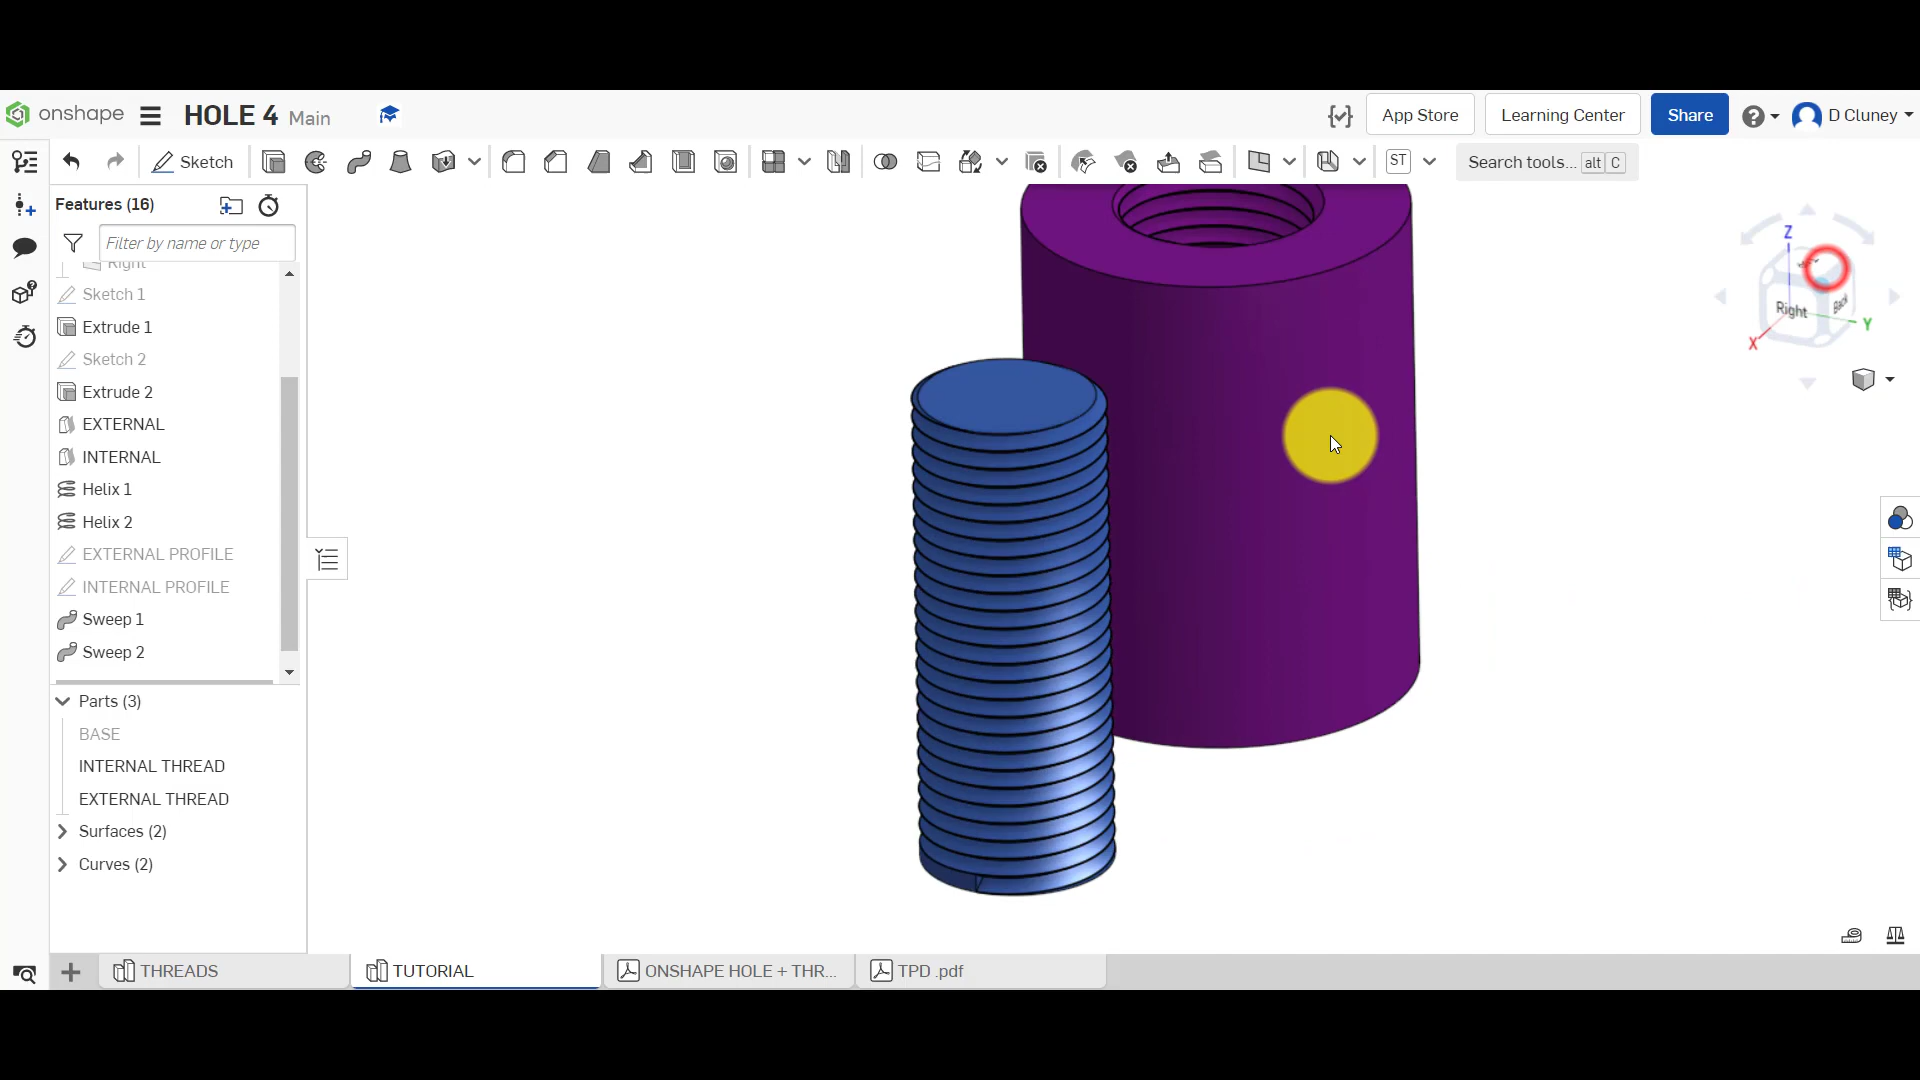 onshape HOLE 4 Main App Store Learning Center Share D Cluney
Sketch ST Search tools... alt C
Features (16)
Filter by name or type
Right
Sketch 1
Extrude 1
Sketch 2
Extrude 2
EXTERNAL
INTERNAL
Helix 1
Helix 2
EXTERNAL PROFILE
INTERNAL PROFILE
Sweep 1
Sweep 2
Parts (3)
BASE
INTERNAL THREAD
EXTERNAL THREAD
Surfaces (2)
Curves (2)
Z
Right
Back
X
Y
THREADS TUTORIAL ONSHAPE HOLE + THR... TPD .pdf